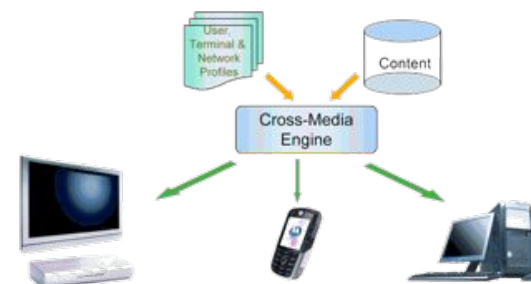 User,
Terminal &
Network
Profiles
Content
Cross-Media
Engine